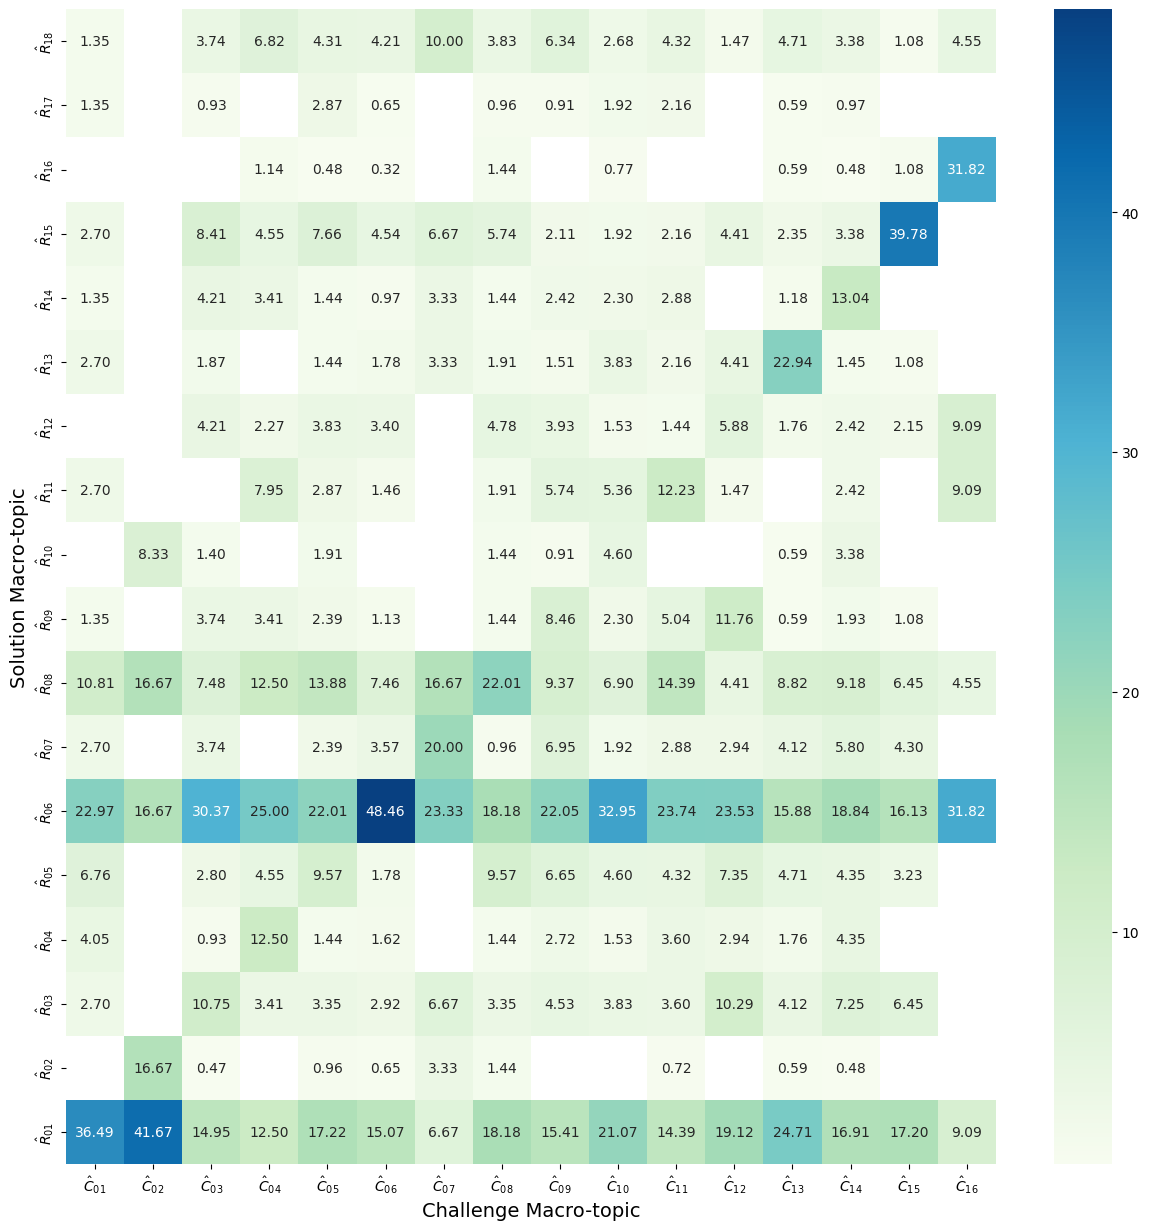 R̂18 1.35 3.74 6.82 4.31 4.21 10.00 3.83 6.34 2.68 4.32 1.47 4.71 3.38 1.08 4.55
R̂17 1.35 0.93 2.87 0.65 0.96 0.91 1.92 2.16 0.59 0.97
R̂16 1.14 0.48 0.32 1.44 0.77 0.59 0.48 1.08 31.82
R̂15 2.70 8.41 4.55 7.66 4.54 6.67 5.74 2.11 1.92 2.16 4.41 2.35 3.38 39.78
R̂14 1.35 4.21 3.41 1.44 0.97 3.33 1.44 2.42 2.30 2.88 1.18 13.04
R̂13 2.70 1.87 1.44 1.78 3.33 1.91 1.51 3.83 2.16 4.41 22.94 1.45 1.08
R̂12 4.21 2.27 3.83 3.40 4.78 3.93 1.53 1.44 5.88 1.76 2.42 2.15 9.09
R̂11 2.70 7.95 2.87 1.46 1.91 5.74 5.36 12.23 1.47 2.42 9.09
R̂10 8.33 1.40 1.91 1.44 0.91 4.60 0.59 3.38
R̂09 1.35 3.74 3.41 2.39 1.13 1.44 8.46 2.30 5.04 11.76 0.59 1.93 1.08
R̂08 10.81 16.67 7.48 12.50 13.88 7.46 16.67 22.01 9.37 6.90 14.39 4.41 8.82 9.18 6.45 4.55
R̂07 2.70 3.74 2.39 3.57 20.00 0.96 6.95 1.92 2.88 2.94 4.12 5.80 4.30
R̂06 22.97 16.67 30.37 25.00 22.01 48.46 23.33 18.18 22.05 32.95 23.74 23.53 15.88 18.84 16.13 31.82
R̂05 6.76 2.80 4.55 9.57 1.78 9.57 6.65 4.60 4.32 7.35 4.71 4.35 3.23
R̂04 4.05 0.93 12.50 1.44 1.62 1.44 2.72 1.53 3.60 2.94 1.76 4.35
R̂03 2.70 10.75 3.41 3.35 2.92 6.67 3.35 4.53 3.83 3.60 10.29 4.12 7.25 6.45
R̂02 16.67 0.47 0.96 0.65 3.33 1.44 0.72 0.59 0.48
R̂01 36.49 41.67 14.95 12.50 17.22 15.07 6.67 18.18 15.41 21.07 14.39 19.12 24.71 16.91 17.20 9.09
Ĉ01 Ĉ02 Ĉ03 Ĉ04 Ĉ05 Ĉ06 Ĉ07 Ĉ08 Ĉ09 Ĉ10 Ĉ11 Ĉ12 Ĉ13 Ĉ14 Ĉ15 Ĉ16
Challenge Macro-topic
Solution Macro-topic
40
30
20
10